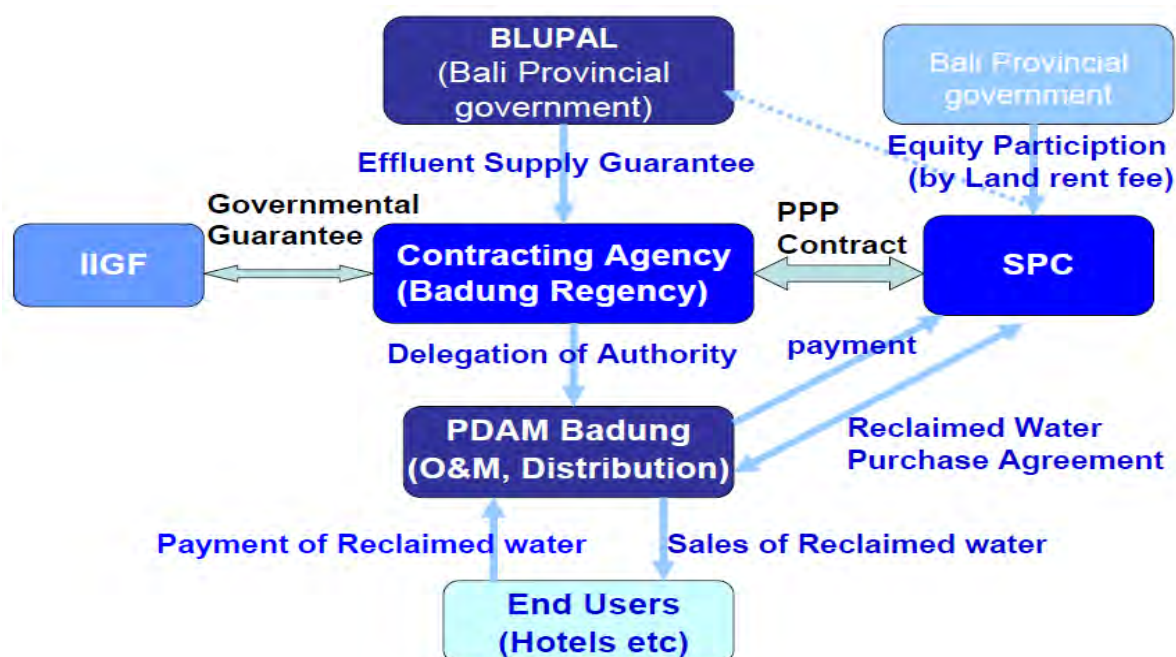 BLUPAL
(Bali Provincial
government)
Bali Provincial
government
Effluent Supply Guarantee
Equity Particiption
(by Land rent fee)
Governmental
Guarantee
PPP
Contract
IIGF
Contracting Agency
(Badung Regency)
SPC
Delegation of Authority
payment
PDAM Badung
(O&M, Distribution)
Reclaimed Water
Purchase Agreement
Payment of Reclaimed water
Sales of Reclaimed water
End Users
(Hotels etc)